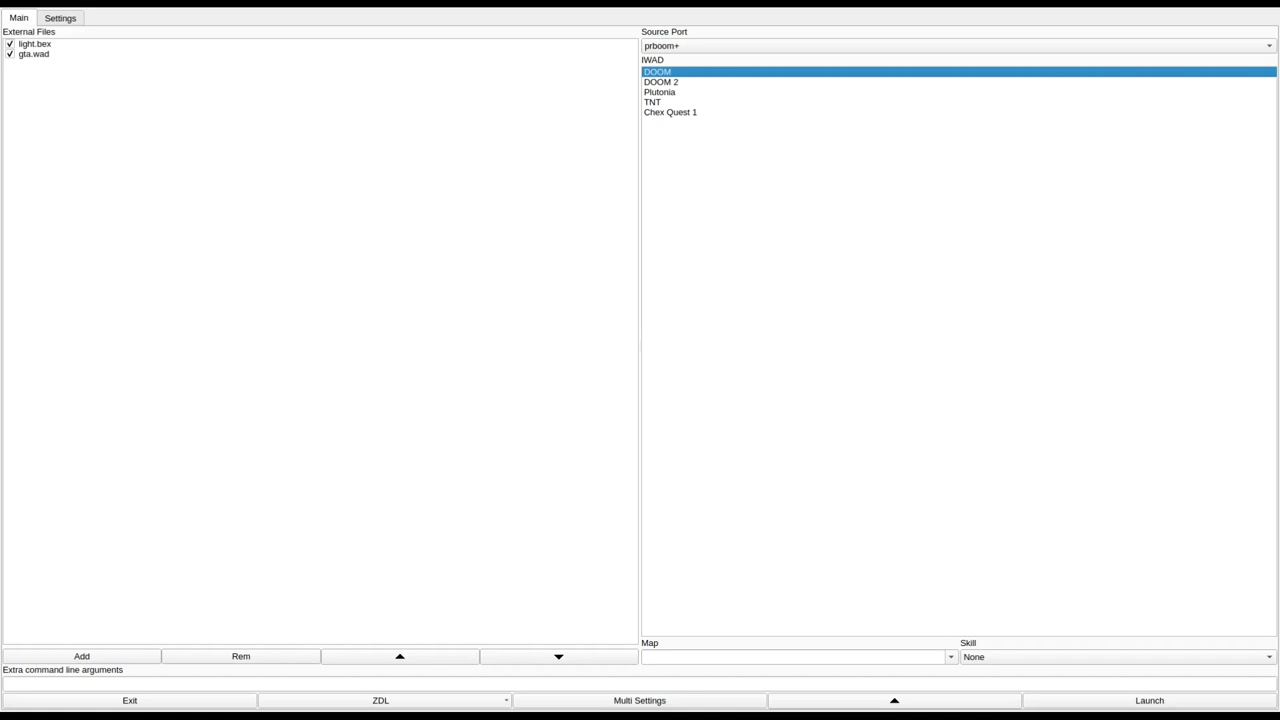 Main
Settings
External Files
light.bex
gta.wad
Source Port
prboom+
IWAD
DOOM
DOOM 2
Plutonia
TNT
Chex Quest 1
Add
Rem
Map
Skill
None
Extra command line arguments
Exit
ZDL
Multi Settings
Launch